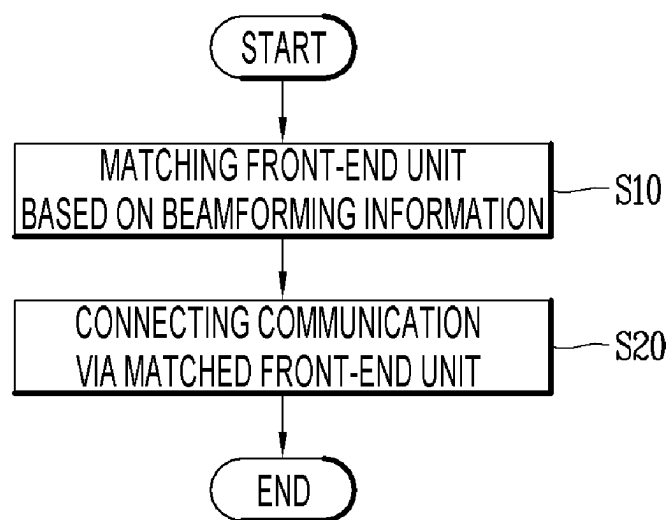 START
MATCHING FRONT-END UNIT
BASED ON BEAMFORMING INFORMATION
S10
CONNECTING COMMUNICATION
VIA MATCHED FRONT-END UNIT
S20
END